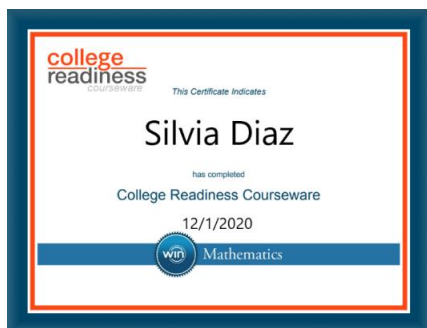 college
readiness
courseware
This Certificate Indicates
Silvia Diaz
has completed
College Readiness Courseware
12/1/2020
win Mathematics